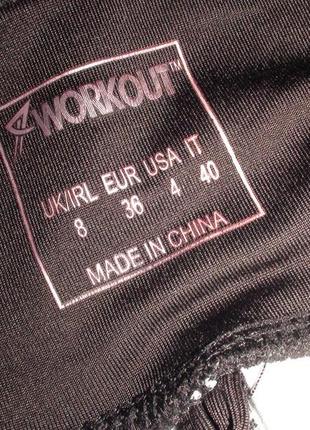 WORKOUT™
UK/IRL EUR USA IT
8 36 4 40
MADE IN CHINA